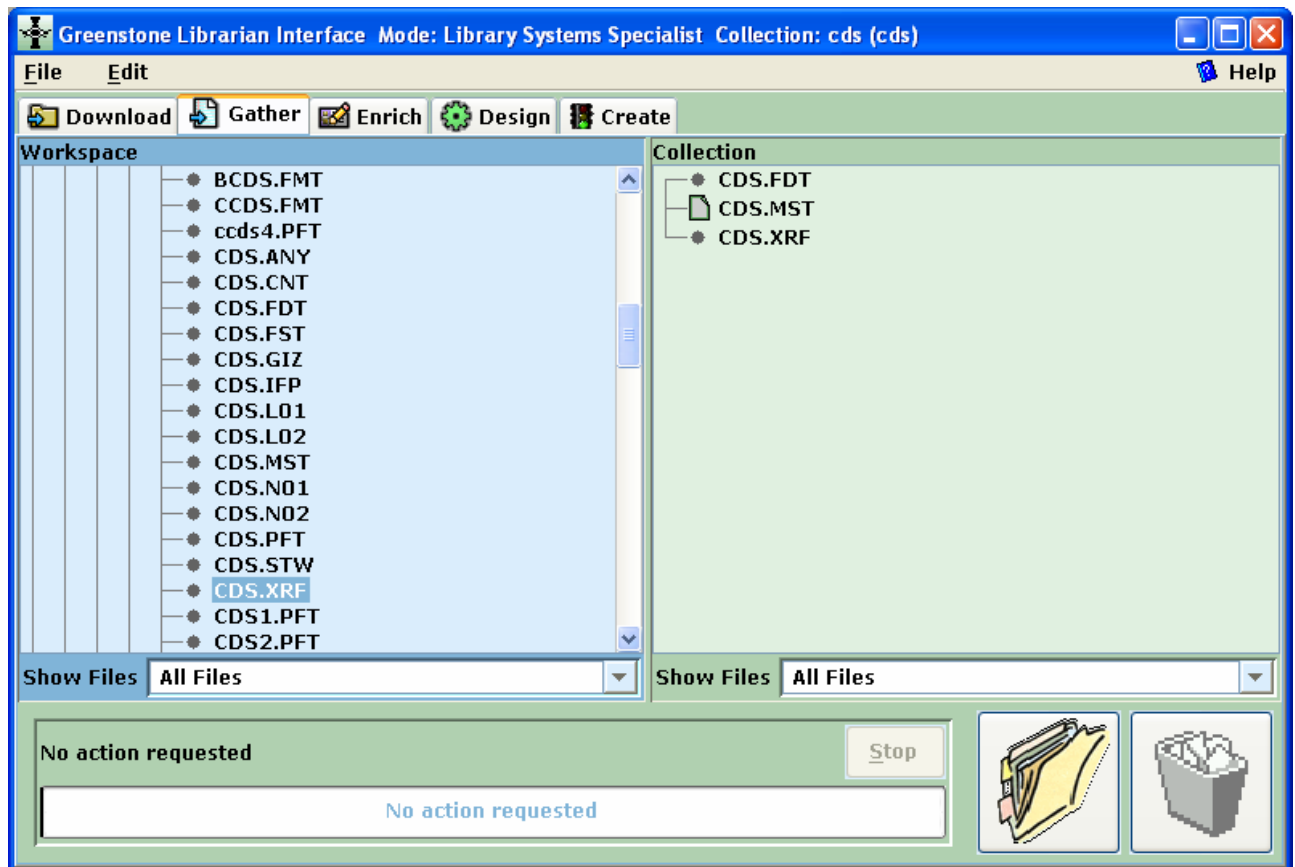 Greenstone Librarian Interface Mode: Library Systems Specialist Collection: cds (cds)
File Edit Help
Download Gather Enrich Design Create
Workspace
BCDS.FMT
CCDS.FMT
ccds4.PFT
CDS.ANY
CDS.CNT
CDS.FDT
CDS.FST
CDS.GIZ
CDS.IFP
CDS.L01
CDS.L02
CDS.MST
CDS.N01
CDS.N02
CDS.PFT
CDS.STW
CDS.XRF
CDS1.PFT
CDS2.PFT
Show Files All Files
Collection
CDS.FDT
CDS.MST
CDS.XRF
Show Files All Files
No action requested
Stop
No action requested